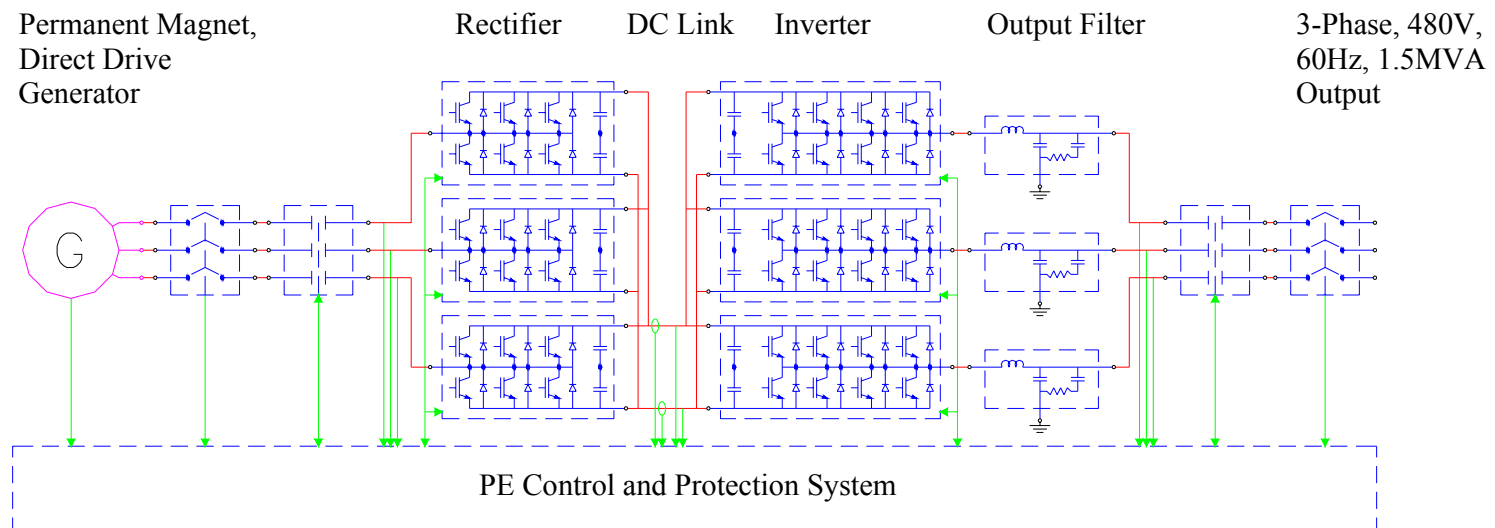 Permanent Magnet,
Direct Drive
Generator
Rectifier
DC Link
Inverter
Output Filter
3-Phase, 480V,
60Hz, 1.5MVA
Output
G
PE Control and Protection System